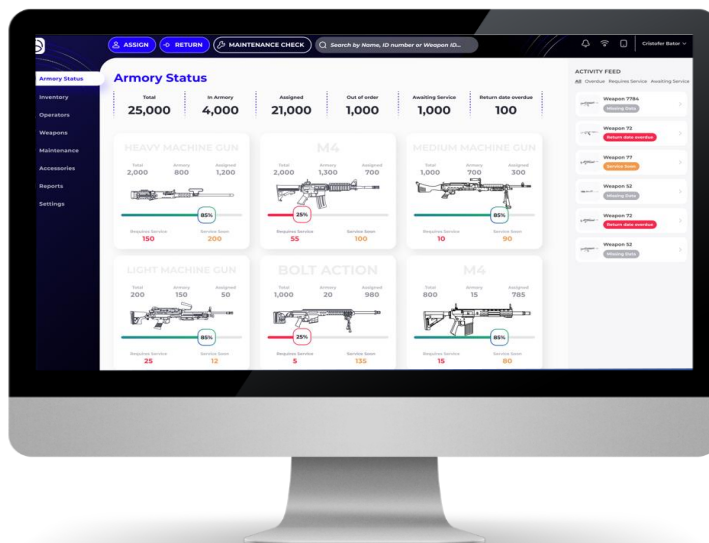 ASSIGN
RETURN
MAINTENANCE CHECK
Search by Name, ID number or Weapon ID...
Cristofer Bator
Armory Status
Inventory
Operators
Weapons
Maintenance
Accessories
Reports
Settings
Armory Status
Total In Armory Assigned Out of order Awaiting Service Return date overdue
25,000 4,000 21,000 1,000 1,000 100
HEAVY MACHINE GUN
Total Armory Assigned
2,000 800 1,200
85%
Requires Service Service Soon
150 200
M4
Total Armory Assigned
2,000 1,300 700
25%
Requires Service Service Soon
55 100
MEDIUM MACHINE GUN
Total Armory Assigned
1,000 700 300
85%
Requires Service Service Soon
10 90
LIGHT MACHINE GUN
Total Armory Assigned
200 150 50
85%
Requires Service Service Soon
25 12
BOLT ACTION
Total Armory Assigned
1,000 20 980
25%
Requires Service Service Soon
5 135
M4
Total Armory Assigned
800 15 785
85%
Requires Service Service Soon
15 80
ACTIVITY FEED
All Overdue Requires Service Awaiting Service
Weapon 7784
Missing Data
Weapon 72
Return date overdue
Weapon 77
Service Soon
Weapon 52
Missing Data
Weapon 72
Return date overdue
Weapon 52
Missing Data